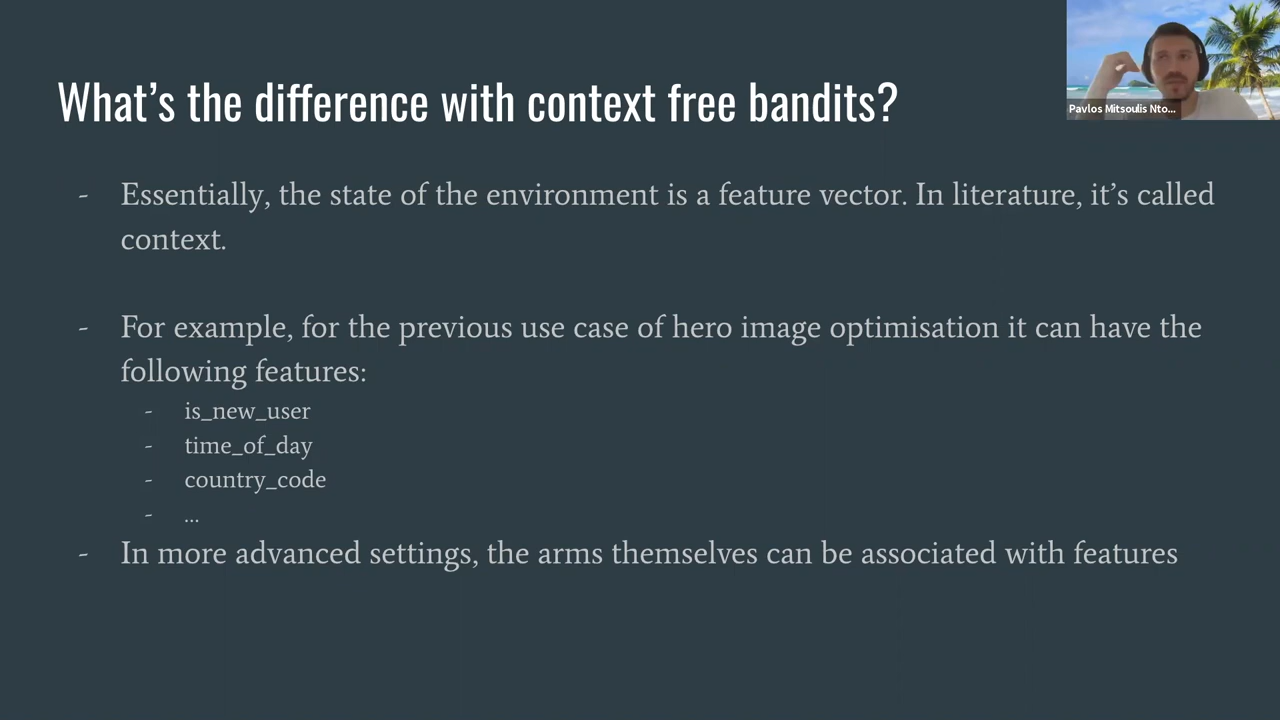 What’s the difference with context free bandits?
Pavlos Mitsoulis Nto...
- Essentially, the state of the environment is a feature vector. In literature, it’s called
context.
- For example, for the previous use case of hero image optimisation it can have the
following features:
- is_new_user
- time_of_day
- country_code
- ...
- In more advanced settings, the arms themselves can be associated with features